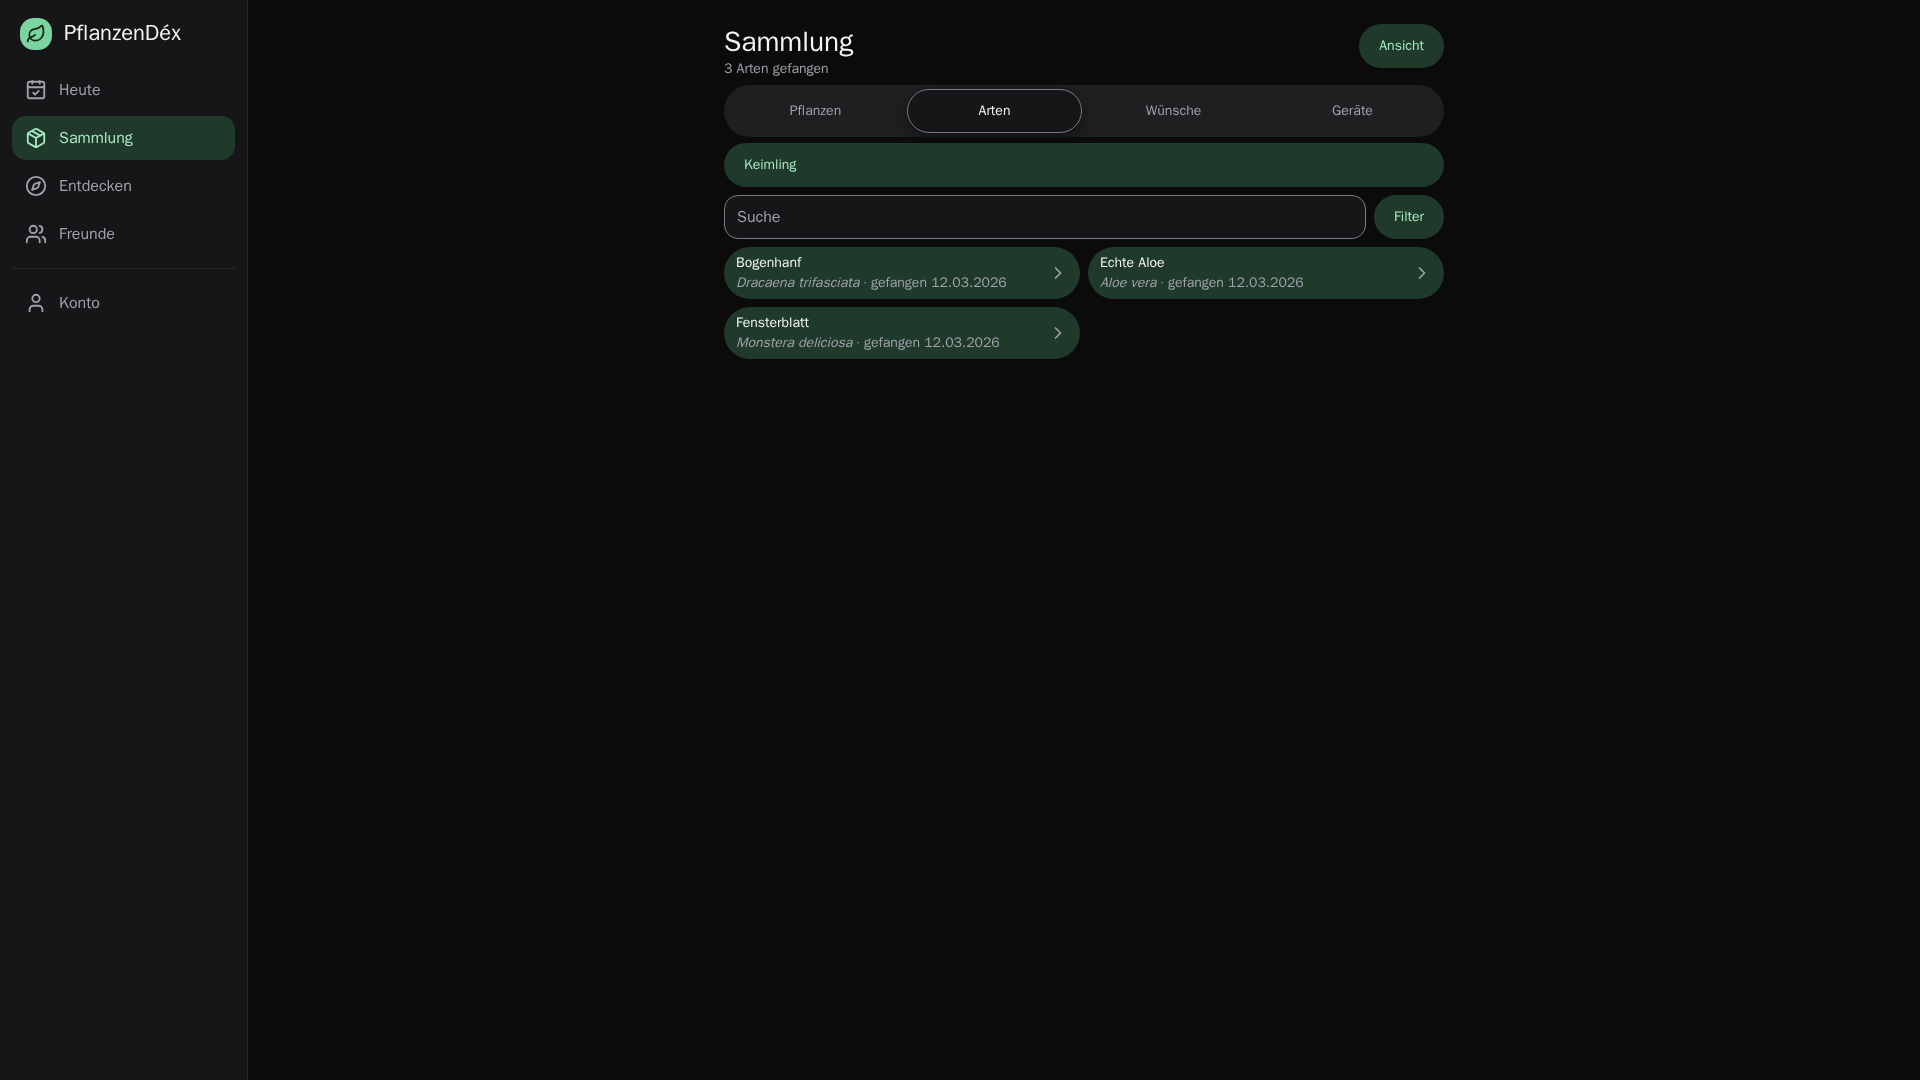 PflanzenDéx
Heute
Sammlung
Entdecken
Freunde
Konto
Sammlung
3 Arten gefangen
Ansicht
Pflanzen
Arten
Wünsche
Geräte
Keimling
Suche
Filter
Bogenhanf
Dracaena trifasciata · gefangen 12.03.2026
Echte Aloe
Aloe vera · gefangen 12.03.2026
Fensterblatt
Monstera deliciosa · gefangen 12.03.2026